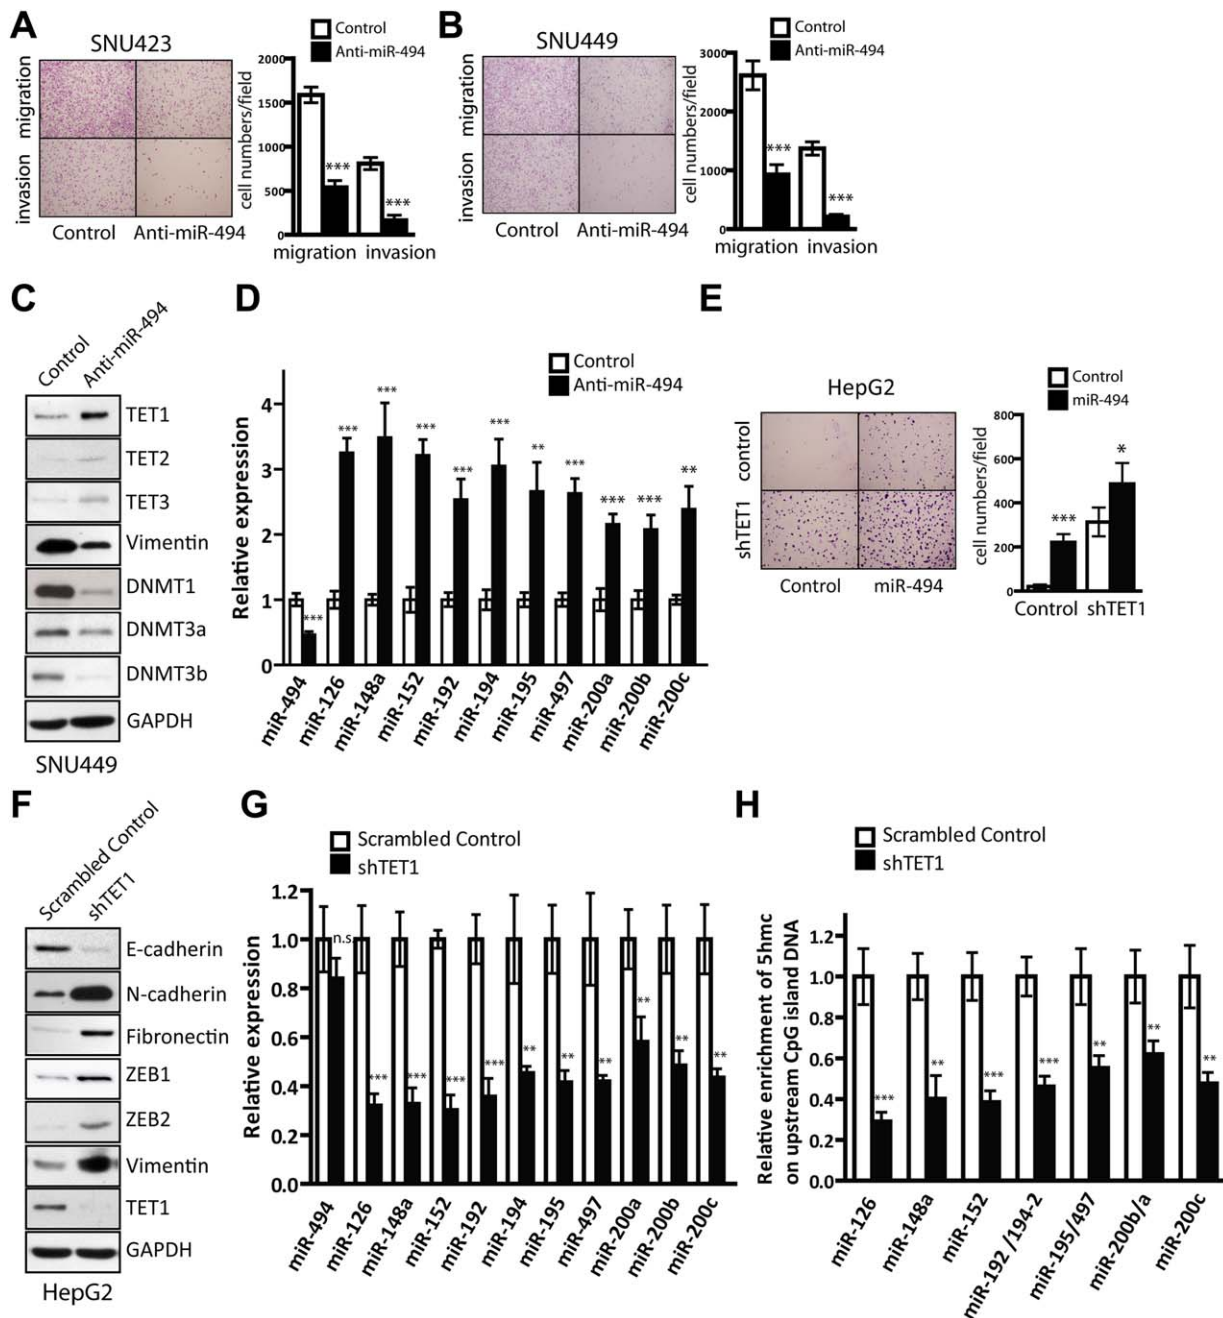 A
SNU423
migration
invasion
Control
Anti-miR-494
Control
Anti-miR-494
cell numbers/field
2000
1500
1000
500
0
***
***
migration
invasion
B
SNU449
migration
invasion
Control
Anti-miR-494
Control
Anti-miR-494
cell numbers/field
3000
2000
1000
0
***
***
migration
invasion
C
Control
Anti-miR-494
TET1
TET2
TET3
Vimentin
DNMT1
DNMT3a
DNMT3b
GAPDH
SNU449
D
Control
Anti-miR-494
Relative expression
4
3
2
1
0
***
***
***
***
***
***
**
***
***
***
**
miR-494
miR-126
miR-148a
miR-152
miR-192
miR-194
miR-195
miR-497
miR-200a
miR-200b
miR-200c
E
HepG2
control
shTET1
Control
miR-494
Control
miR-494
cell numbers/field
800
600
400
200
0
***
*
Control
shTET1
F
Scrambled Control
shTET1
E-cadherin
N-cadherin
Fibronectin
ZEB1
ZEB2
Vimentin
TET1
GAPDH
HepG2
G
Scrambled Control
shTET1
Relative expression
1.2
1.0
0.8
0.6
0.4
0.2
0.0
n.s.
***
***
***
***
**
**
**
**
**
**
miR-494
miR-126
miR-148a
miR-152
miR-192
miR-194
miR-195
miR-497
miR-200a
miR-200b
miR-200c
H
Scrambled Control
shTET1
Relative enrichment of 5hmc
on upstream CpG island DNA
1.2
1.0
0.8
0.6
0.4
0.2
0.0
***
**
***
***
**
**
**
miR-126
miR-148a
miR-152
miR-192 /194-2
miR-195/497
miR-200b/a
miR-200c